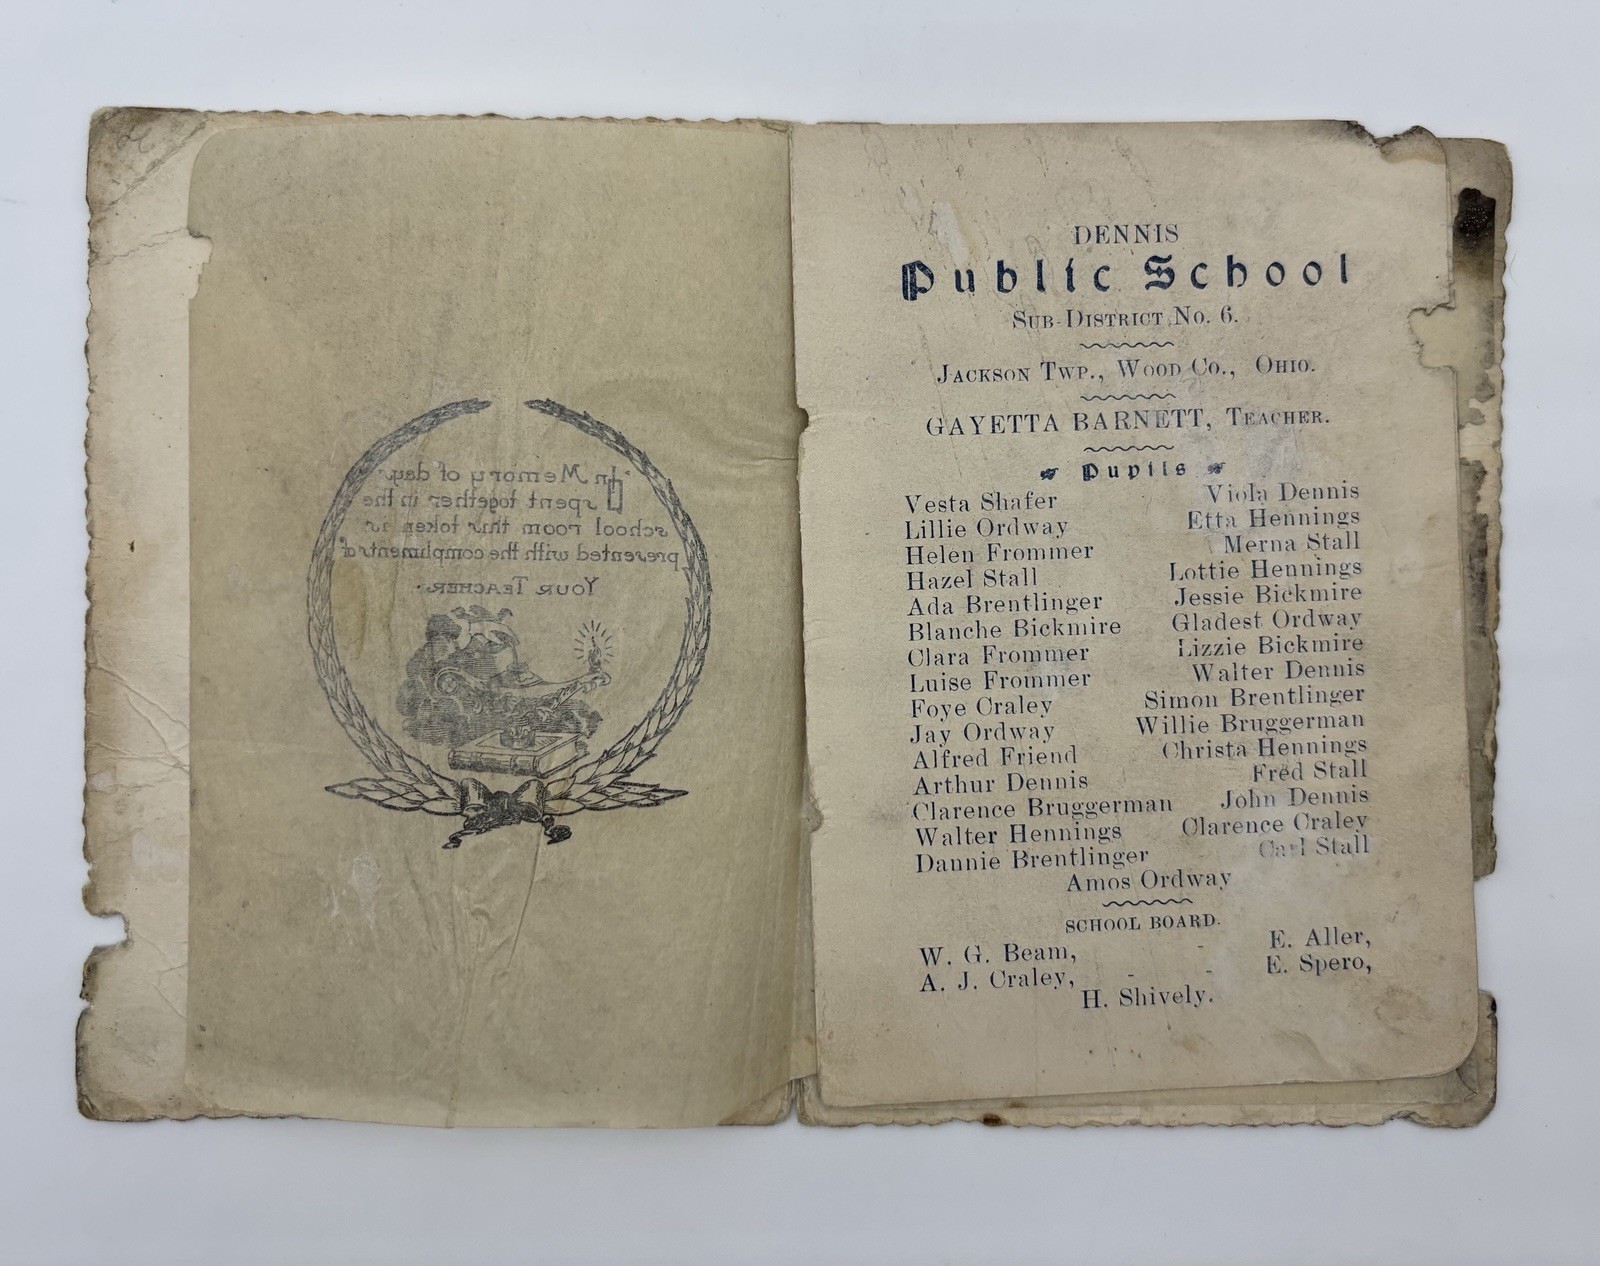 In Memory of days
spent together in the
school room this token is
presented with the compliments of
YOUR TEACHER.
DENNIS
Public School
SUB-DISTRICT No. 6.
JACKSON TWP., WOOD CO., OHIO.
GAYETTA BARNETT, TEACHER.
Pupils
Vesta Shafer Viola Dennis
Lillie Ordway Etta Hennings
Helen Frommer Merna Stall
Hazel Stall Lottie Hennings
Ada Brentlinger Jessie Bickmire
Blanche Bickmire Gladest Ordway
Clara Frommer Lizzie Bickmire
Luise Frommer Walter Dennis
Foye Craley Simon Brentlinger
Jay Ordway Willie Bruggerman
Alfred Friend Christa Hennings
Arthur Dennis Fred Stall
Clarence Bruggerman John Dennis
Walter Hennings Clarence Craley
Dannie Brentlinger Carl Stall
Amos Ordway
SCHOOL BOARD.
W. G. Beam, - E. Aller,
A. J. Craley, - - E. Spero,
H. Shively.